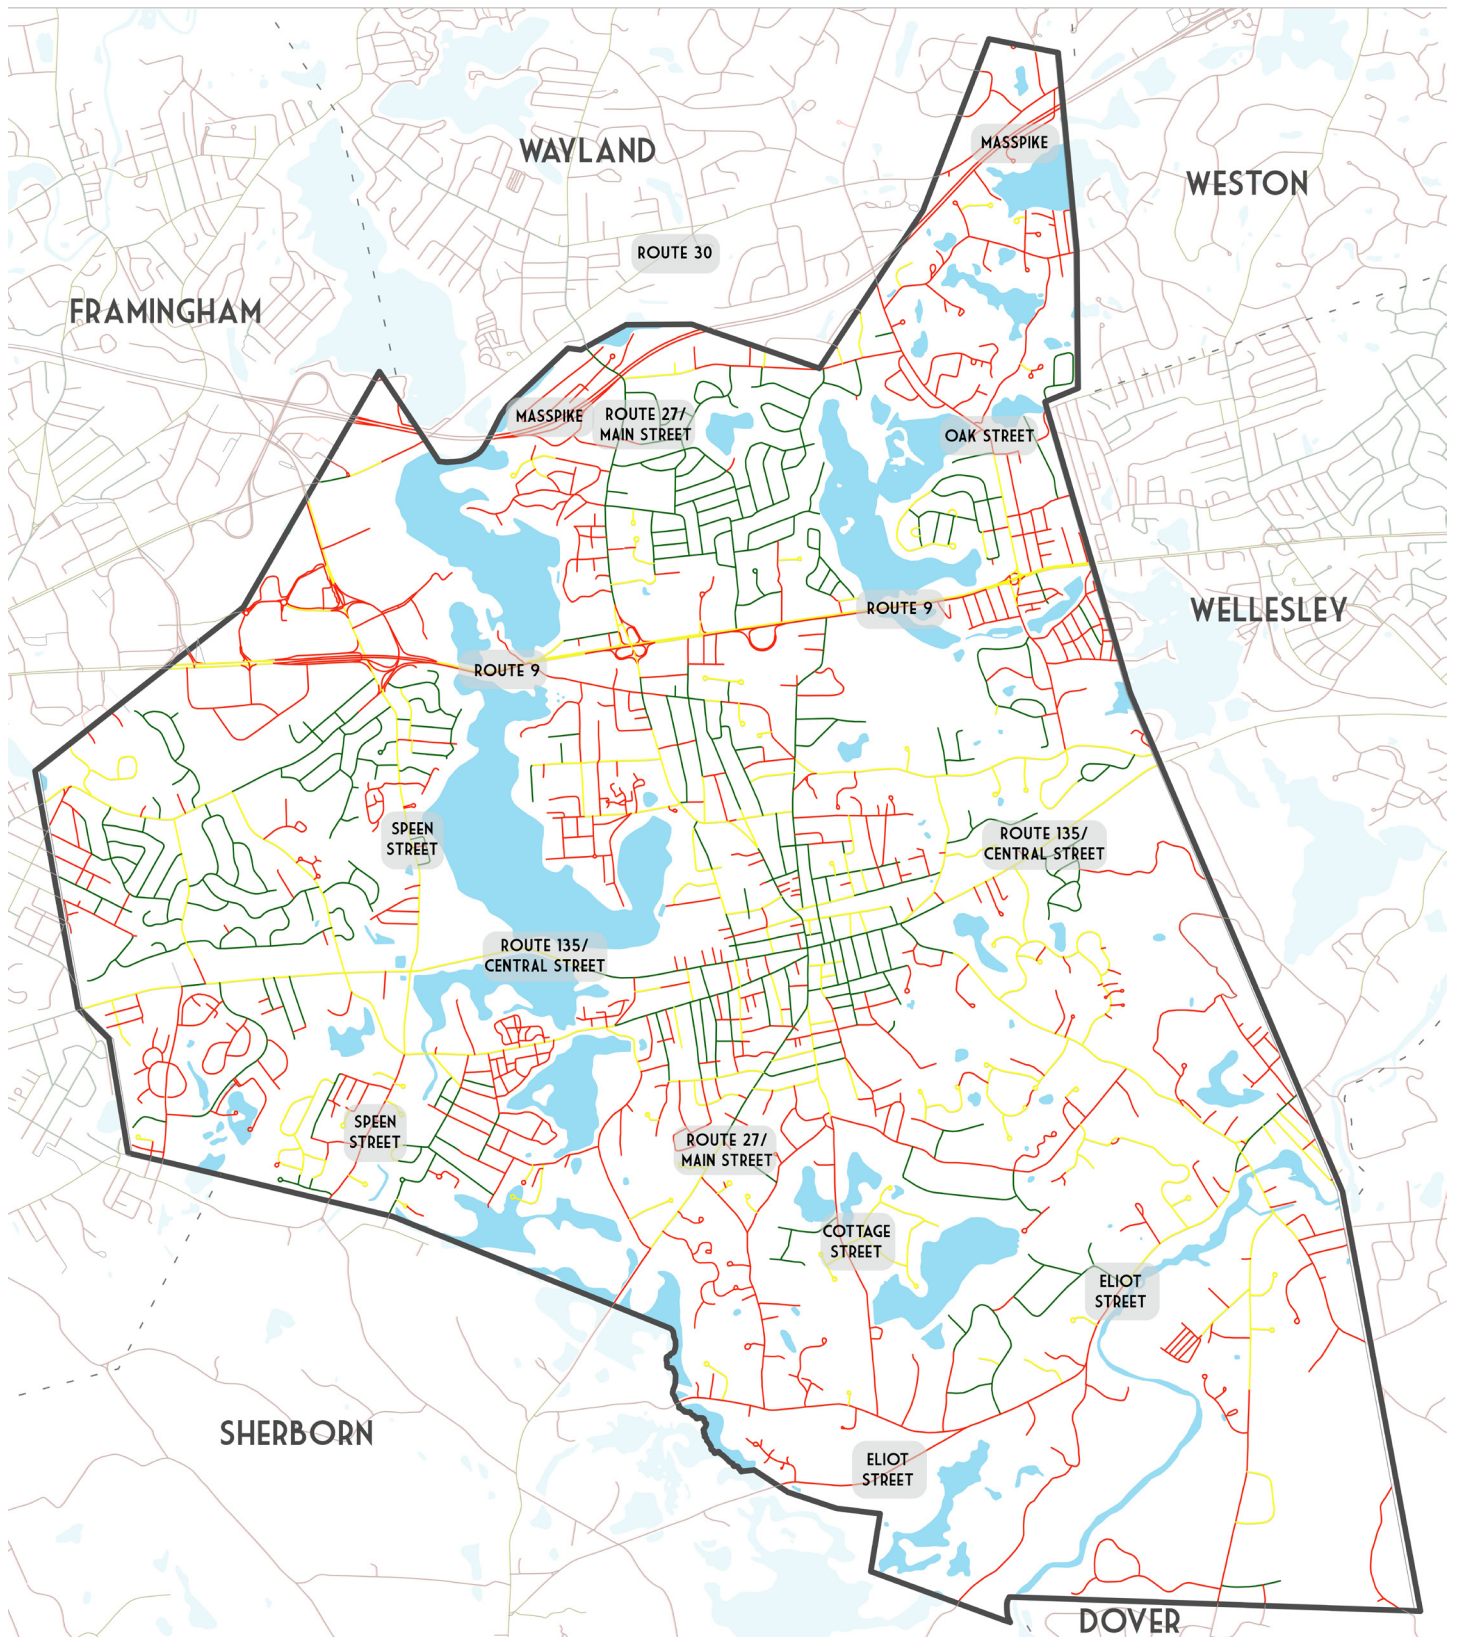 MASSPIKE
WAYLAND
WESTON
ROUTE 30
FRAMINGHAM
MASSPIKE
ROUTE 27/
MAIN STREET
OAK STREET
ROUTE 9
WELLESLEY
ROUTE 9
SPEEN
STREET
ROUTE 135/
CENTRAL STREET
ROUTE 135/
CENTRAL STREET
SPEEN
STREET
ROUTE 27/
MAIN STREET
COTTAGE
STREET
ELIOT
STREET
SHERBORN
ELIOT
STREET
DOVER